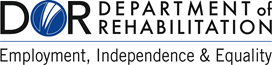 DOR DEPARTMENT of
REHABILITATION
Employment, Independence & Equality